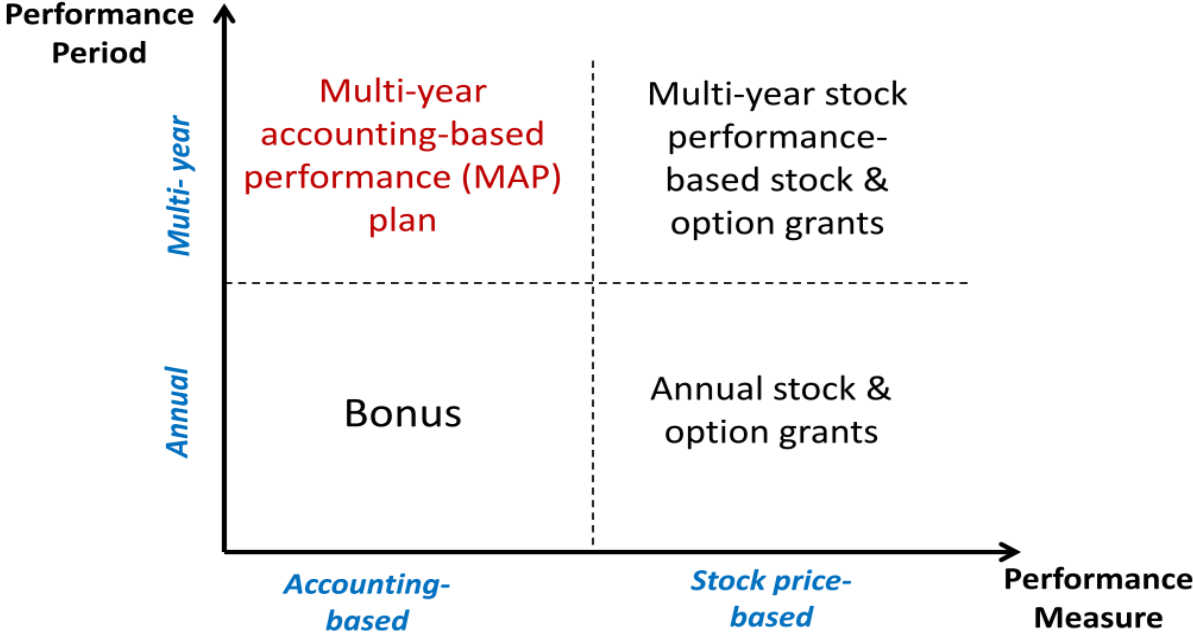 Performance
Period
Multi-year
accounting-based
performance (MAP)
plan
Multi-year stock
performance-
based stock &
option grants
Multi- year
Annual
Bonus
Annual stock &
option grants
Accounting-
based
Stock price-
based
Performance
Measure